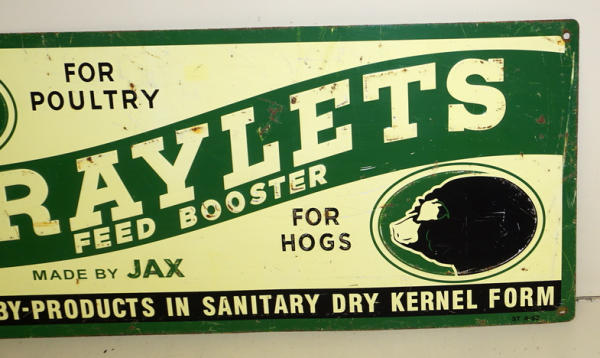 FOR
POULTRY
RAYLETS
FEED BOOSTER
FOR
HOGS
MADE BY JAX
BY-PRODUCTS IN SANITARY DRY KERNEL FORM